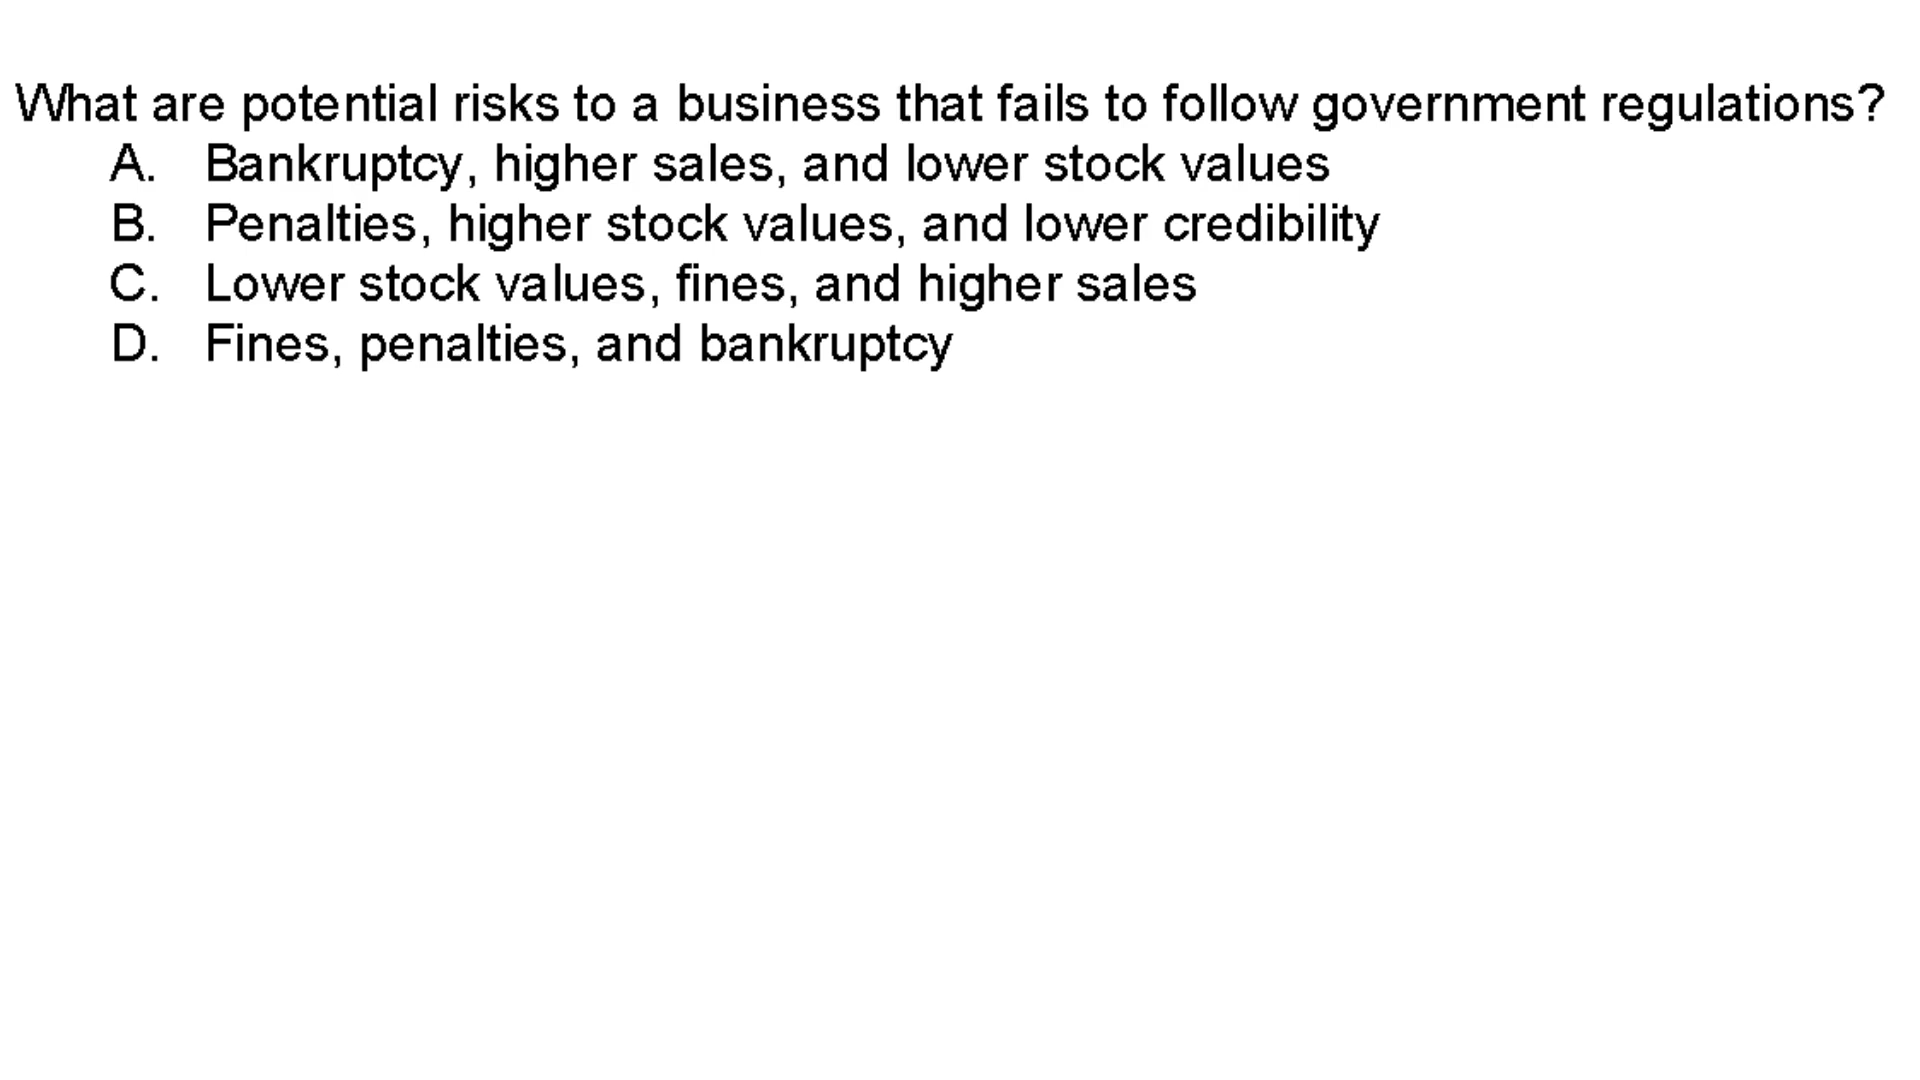 What are potential risks to a business that fails to follow government regulations?
A. Bankruptcy, higher sales, and lower stock values
B. Penalties, higher stock values, and lower credibility
C. Lower stock values, fines, and higher sales
D. Fines, penalties, and bankruptcy